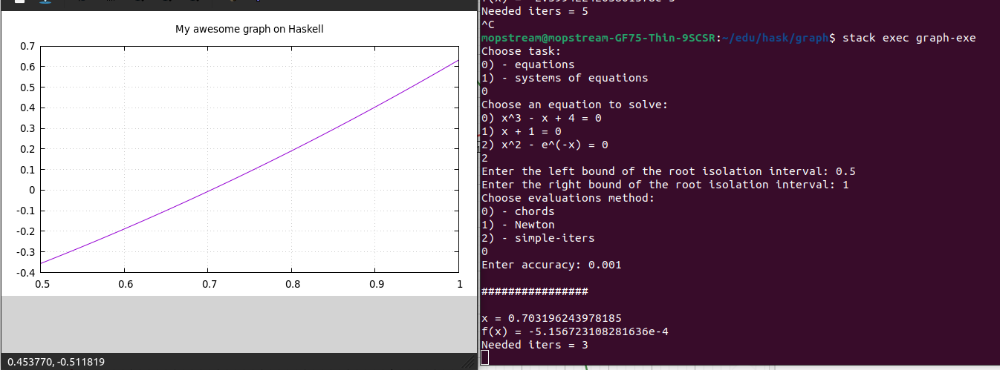 My awesome graph on Haskell
0.7
0.6
0.5
0.4
0.3
0.2
0.1
0
-0.1
-0.2
-0.3
-0.4
0.5 0.6 0.7 0.8 0.9 1
0.453770, -0.511819
Needed iters = 5
^C
mopstream@mopstream-GF75-Thin-9SCSR:~/edu/hask/graph$ stack exec graph-exe
Choose task:
0) - equations
1) - systems of equations
0
Choose an equation to solve:
0) x^3 - x + 4 = 0
1) x + 1 = 0
2) x^2 - e^(-x) = 0
2
Enter the left bound of the root isolation interval: 0.5
Enter the right bound of the root isolation interval: 1
Choose evaluations method:
0) - chords
1) - Newton
2) - simple-iters
0
Enter accuracy: 0.001
################
x = 0.703196243978185
f(x) = -5.156723108281636e-4
Needed iters = 3